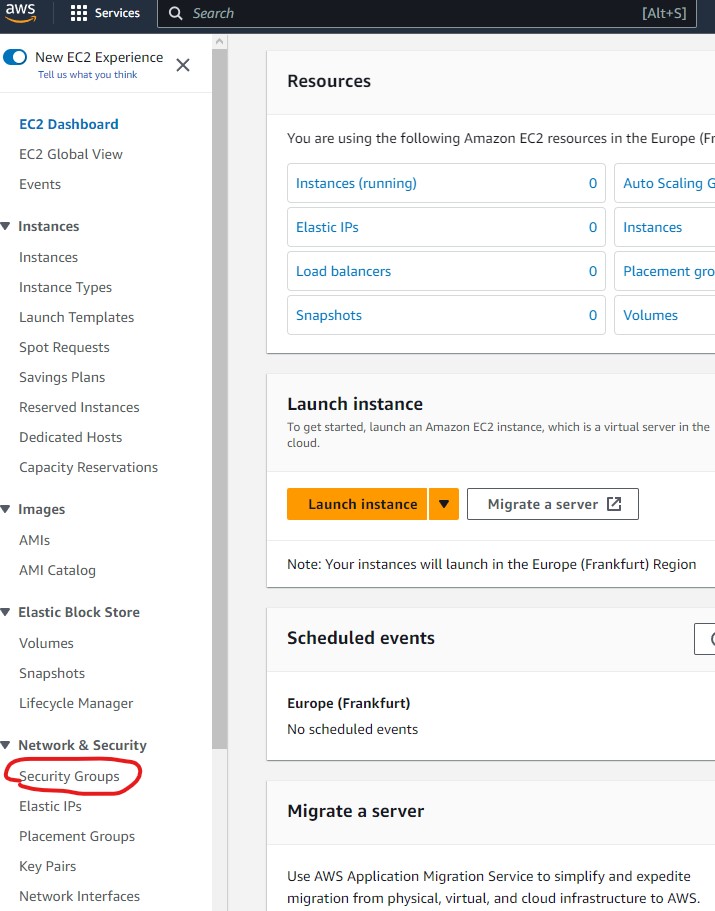 aws
Services
Search
[Alt+S]
New EC2 Experience
Tell us what you think
EC2 Dashboard
EC2 Global View
Events
Instances
Instances
Instance Types
Launch Templates
Spot Requests
Savings Plans
Reserved Instances
Dedicated Hosts
Capacity Reservations
Images
AMIs
AMI Catalog
Elastic Block Store
Volumes
Snapshots
Lifecycle Manager
Network & Security
Security Groups
Elastic IPs
Placement Groups
Key Pairs
Network Interfaces
Resources
You are using the following Amazon EC2 resources in the Europe (Fr
Instances (running) 0
Auto Scaling G
Elastic IPs 0
Instances
Load balancers 0
Placement gro
Snapshots 0
Volumes
Launch instance
To get started, launch an Amazon EC2 instance, which is a virtual server in the
cloud.
Launch instance
Migrate a server
Note: Your instances will launch in the Europe (Frankfurt) Region
Scheduled events
Europe (Frankfurt)
No scheduled events
Migrate a server
Use AWS Application Migration Service to simplify and expedite
migration from physical, virtual, and cloud infrastructure to AWS.